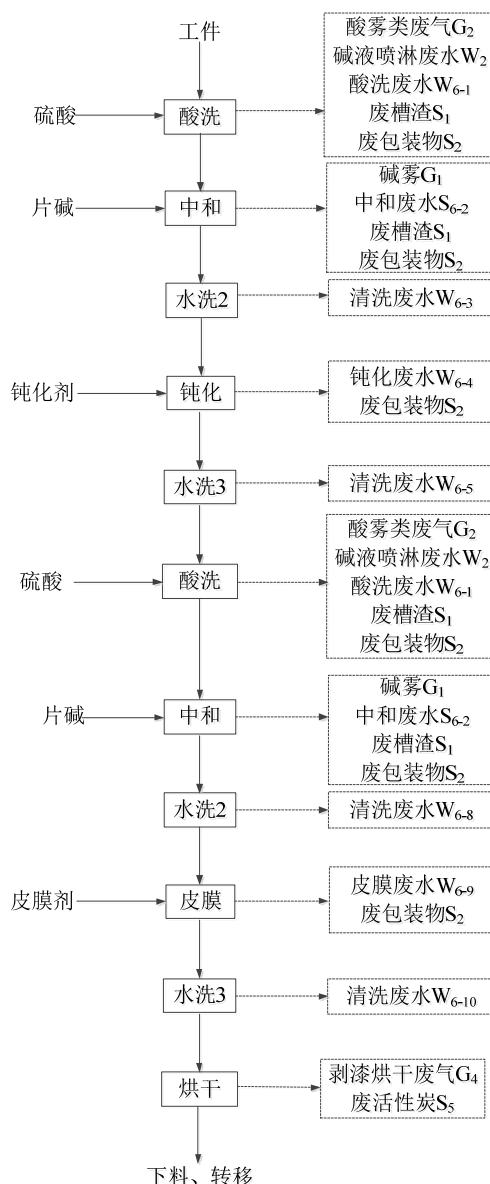 工件
硫酸
酸洗
酸雾类废气G₂
碱液喷淋废水W₂
酸洗废水W₆₋₁
废槽渣S₁
废包装物S₂
片碱
中和
碱雾G₁
中和废水S₆₋₂
废槽渣S₁
废包装物S₂
水洗2
清洗废水W₆₋₃
钝化剂
钝化
钝化废水W₆₋₄
废包装物S₂
水洗3
清洗废水W₆₋₅
硫酸
酸洗
酸雾类废气G₂
碱液喷淋废水W₂
酸洗废水W₆₋₁
废槽渣S₁
废包装物S₂
片碱
中和
碱雾G₁
中和废水S₆₋₂
废槽渣S₁
废包装物S₂
水洗2
清洗废水W₆₋₈
皮膜剂
皮膜
皮膜废水W₆₋₉
废包装物S₂
水洗3
清洗废水W₆₋₁₀
烘干
剥漆烘干废气G₄
废活性炭S₅
下料、转移